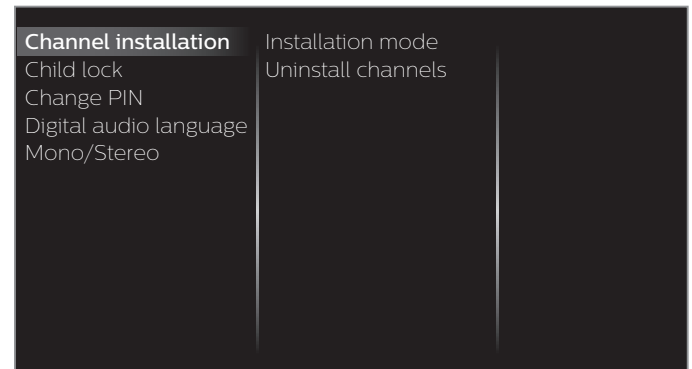 Channel installation
Child lock
Change PIN
Digital audio language
Mono/Stereo
Installation mode
Uninstall channels